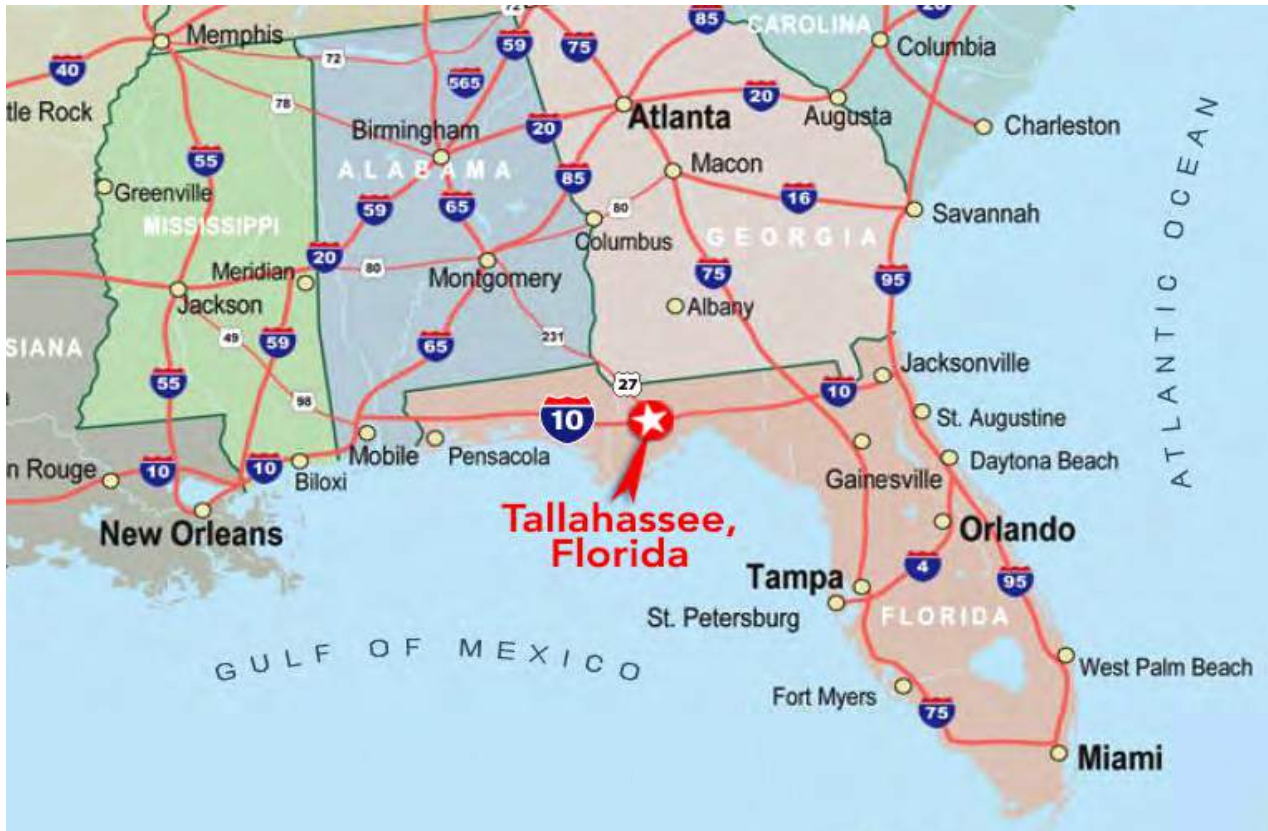 72
85
CAROLINA
20
Memphis
59
75
Columbia
40
72
565
tle Rock
78
20
Atlanta
Augusta
Birmingham
20
Charleston
55
ALABAMA
85
Macon
Greenville
59
65
80
16
Savannah
MISSISSIPPI
Columbus
GEORGIA
ATLANTIC OCEAN
Meridian
20
80
Montgomery
75
95
Jackson
Albany
49
59
65
231
SIANA
55
27
10
Jacksonville
98
10
St. Augustine
n Rouge
10
10
Biloxi
Mobile
Pensacola
Gainesville
Daytona Beach
New Orleans
Tallahassee,
Florida
Orlando
Tampa
4
95
St. Petersburg
FLORIDA
GULF OF MEXICO
West Palm Beach
Fort Myers
75
Miami